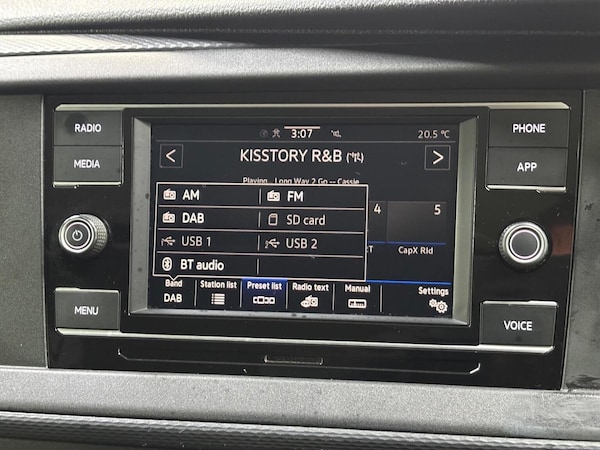 RADIO
MEDIA
MENU
PHONE
APP
VOICE
3:07
20.5 °C
KISSTORY R&B
Playing Long Way 2 Go -- Cassie
AM
FM
DAB
SD card
USB 1
USB 2
BT audio
4
5
CapX Rld
Band
DAB
Station list
Preset list
Radio text
Manual
Settings